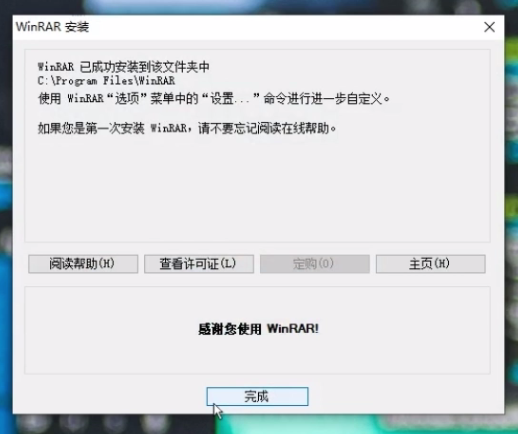 WinRAR 安装
WinRAR 已成功安装到该文件夹中
C:\Program Files\WinRAR
使用 WinRAR“选项”菜单中的“设置...”命令进行进一步自定义。
如果您是第一次安装 WinRAR，请不要忘记阅读在线帮助。
阅读帮助(H) 查看许可证(L) 定购(O) 主页(H)
感谢您使用 WinRAR!
完成